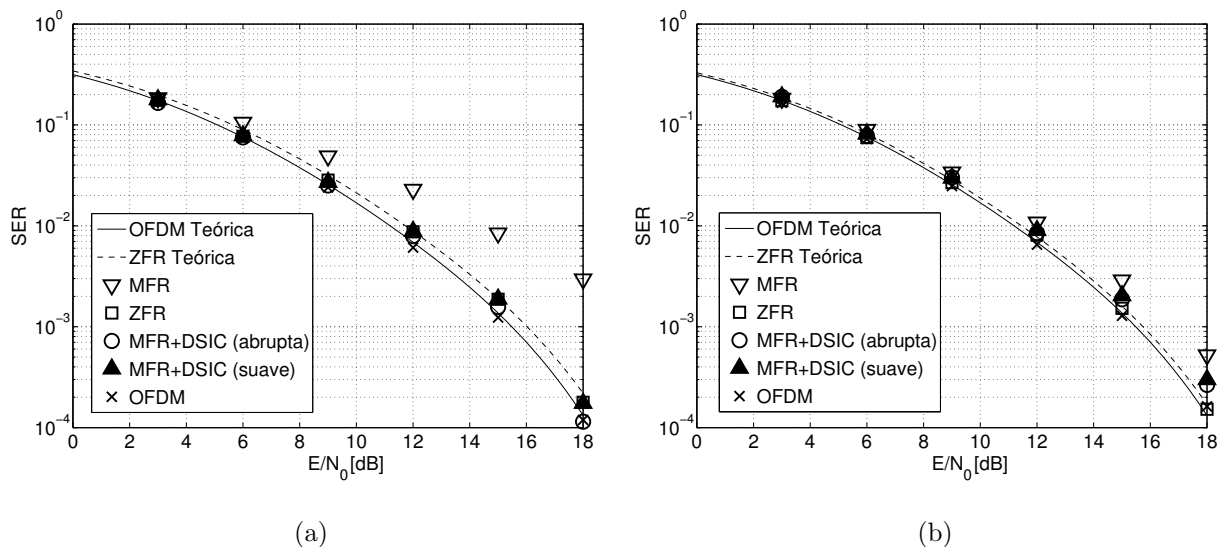 10^0
10^-1
10^-2
10^-3
10^-4
SER
0 2 4 6 8 10 12 14 16 18
E/N_0[dB]
OFDM Teórica
ZFR Teórica
MFR
ZFR
MFR+DSIC (abrupta)
MFR+DSIC (suave)
OFDM
(a)
10^0
10^-1
10^-2
10^-3
10^-4
SER
0 2 4 6 8 10 12 14 16 18
E/N_0[dB]
OFDM Teórica
ZFR Teórica
MFR
ZFR
MFR+DSIC (abrupta)
MFR+DSIC (suave)
OFDM
(b)